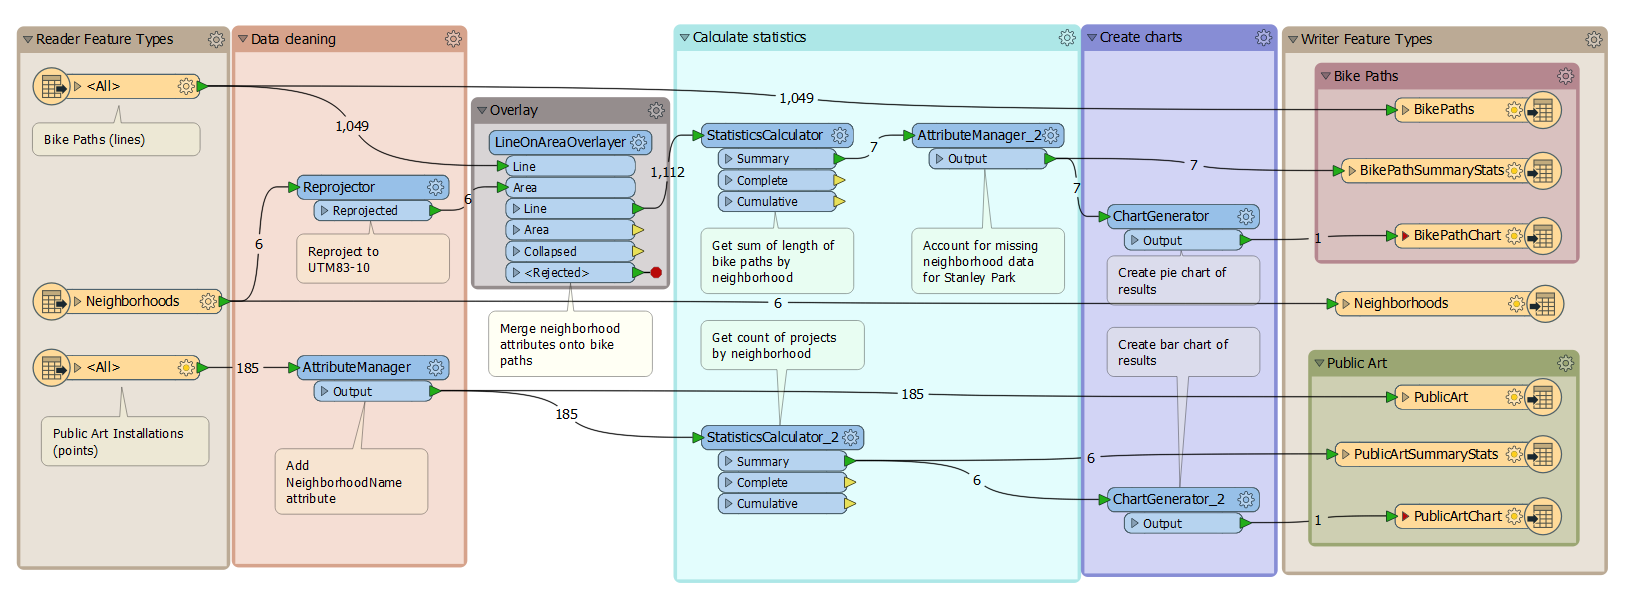 Reader Feature Types
<All>
Bike Paths (lines)
Neighborhoods
<All>
Public Art Installations
(points)
Data cleaning
1,049
Reprojector
Reprojected
Reproject to
UTM83-10
6
6
185
AttributeManager
Output
Add
NeighborhoodName
attribute
185
Overlay
LineOnAreaOverlayer
Line
Area
Line
Area
Collapsed
<Rejected>
Merge neighborhood
attributes onto bike
paths
1,112
Calculate statistics
1,049
StatisticsCalculator
Summary
Complete
Cumulative
Get sum of length of
bike paths by
neighborhood
7
AttributeManager_2
Output
Account for missing
neighborhood data
for Stanley Park
7
7
6
Get count of projects
by neighborhood
185
StatisticsCalculator_2
Summary
Complete
Cumulative
6
6
Create charts
ChartGenerator
Output
Create pie chart of
results
Create bar chart of
results
ChartGenerator_2
Output
1
1
Writer Feature Types
Bike Paths
BikePaths
BikePathSummaryStats
BikePathChart
Neighborhoods
Public Art
PublicArt
PublicArtSummaryStats
PublicArtChart